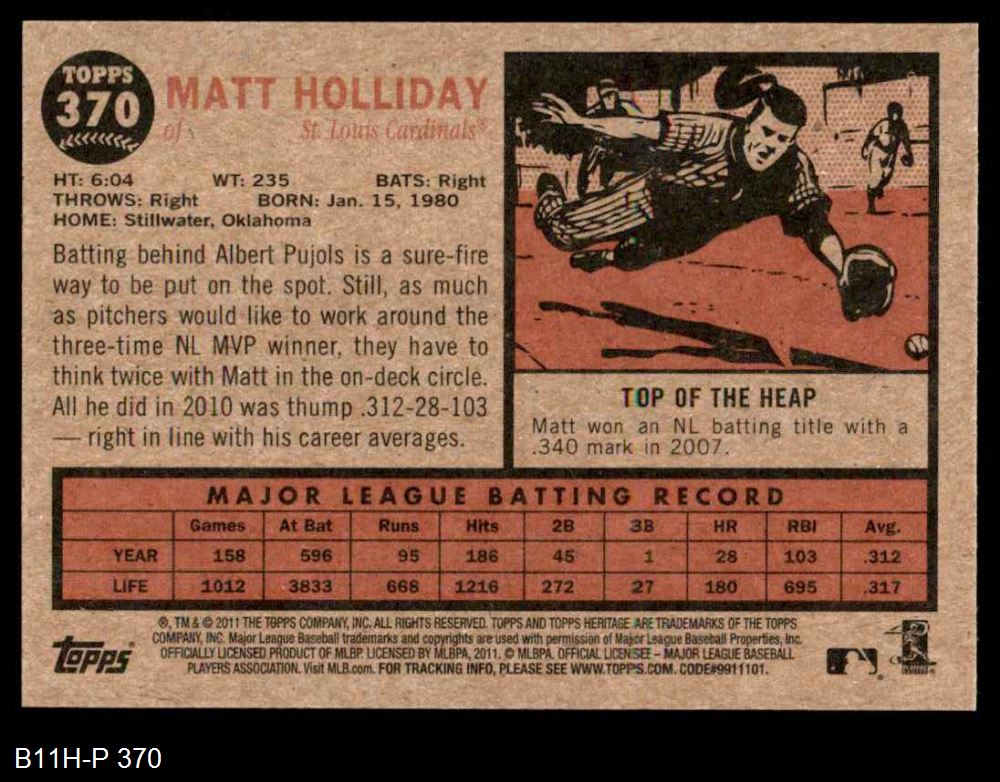 TOPPS
370
MATT HOLLIDAY
of St. Louis Cardinals®
HT: 6:04 WT: 235 BATS: Right
THROWS: Right BORN: Jan. 15, 1980
HOME: Stillwater, Oklahoma
Batting behind Albert Pujols is a sure-fire
way to be put on the spot. Still, as much
as pitchers would like to work around the
three-time NL MVP winner, they have to
think twice with Matt in the on-deck circle.
All he did in 2010 was thump .312-28-103
— right in line with his career averages.
TOP OF THE HEAP
Matt won an NL batting title with a
.340 mark in 2007.
MAJOR LEAGUE BATTING RECORD
Games At Bat Runs Hits 2B 3B HR RBI Avg.
YEAR 158 596 95 186 45 1 28 103 .312
LIFE 1012 3833 668 1216 272 27 180 695 .317
®, TM & © 2011 THE TOPPS COMPANY, INC. ALL RIGHTS RESERVED. TOPPS AND TOPPS HERITAGE ARE TRADEMARKS OF THE TOPPS
COMPANY, INC. Major League Baseball trademarks and copyrights are used with permission of Major League Baseball Properties, Inc.
OFFICIALLY LICENSED PRODUCT OF MLBP. LICENSED BY MLBPA, 2011. © MLBPA. OFFICIAL LICENSEE – MAJOR LEAGUE BASEBALL
PLAYERS ASSOCIATION. Visit MLB.com. FOR TRACKING INFO, PLEASE SEE WWW.TOPPS.COM. CODE#9911101.
topps
B11H-P 370